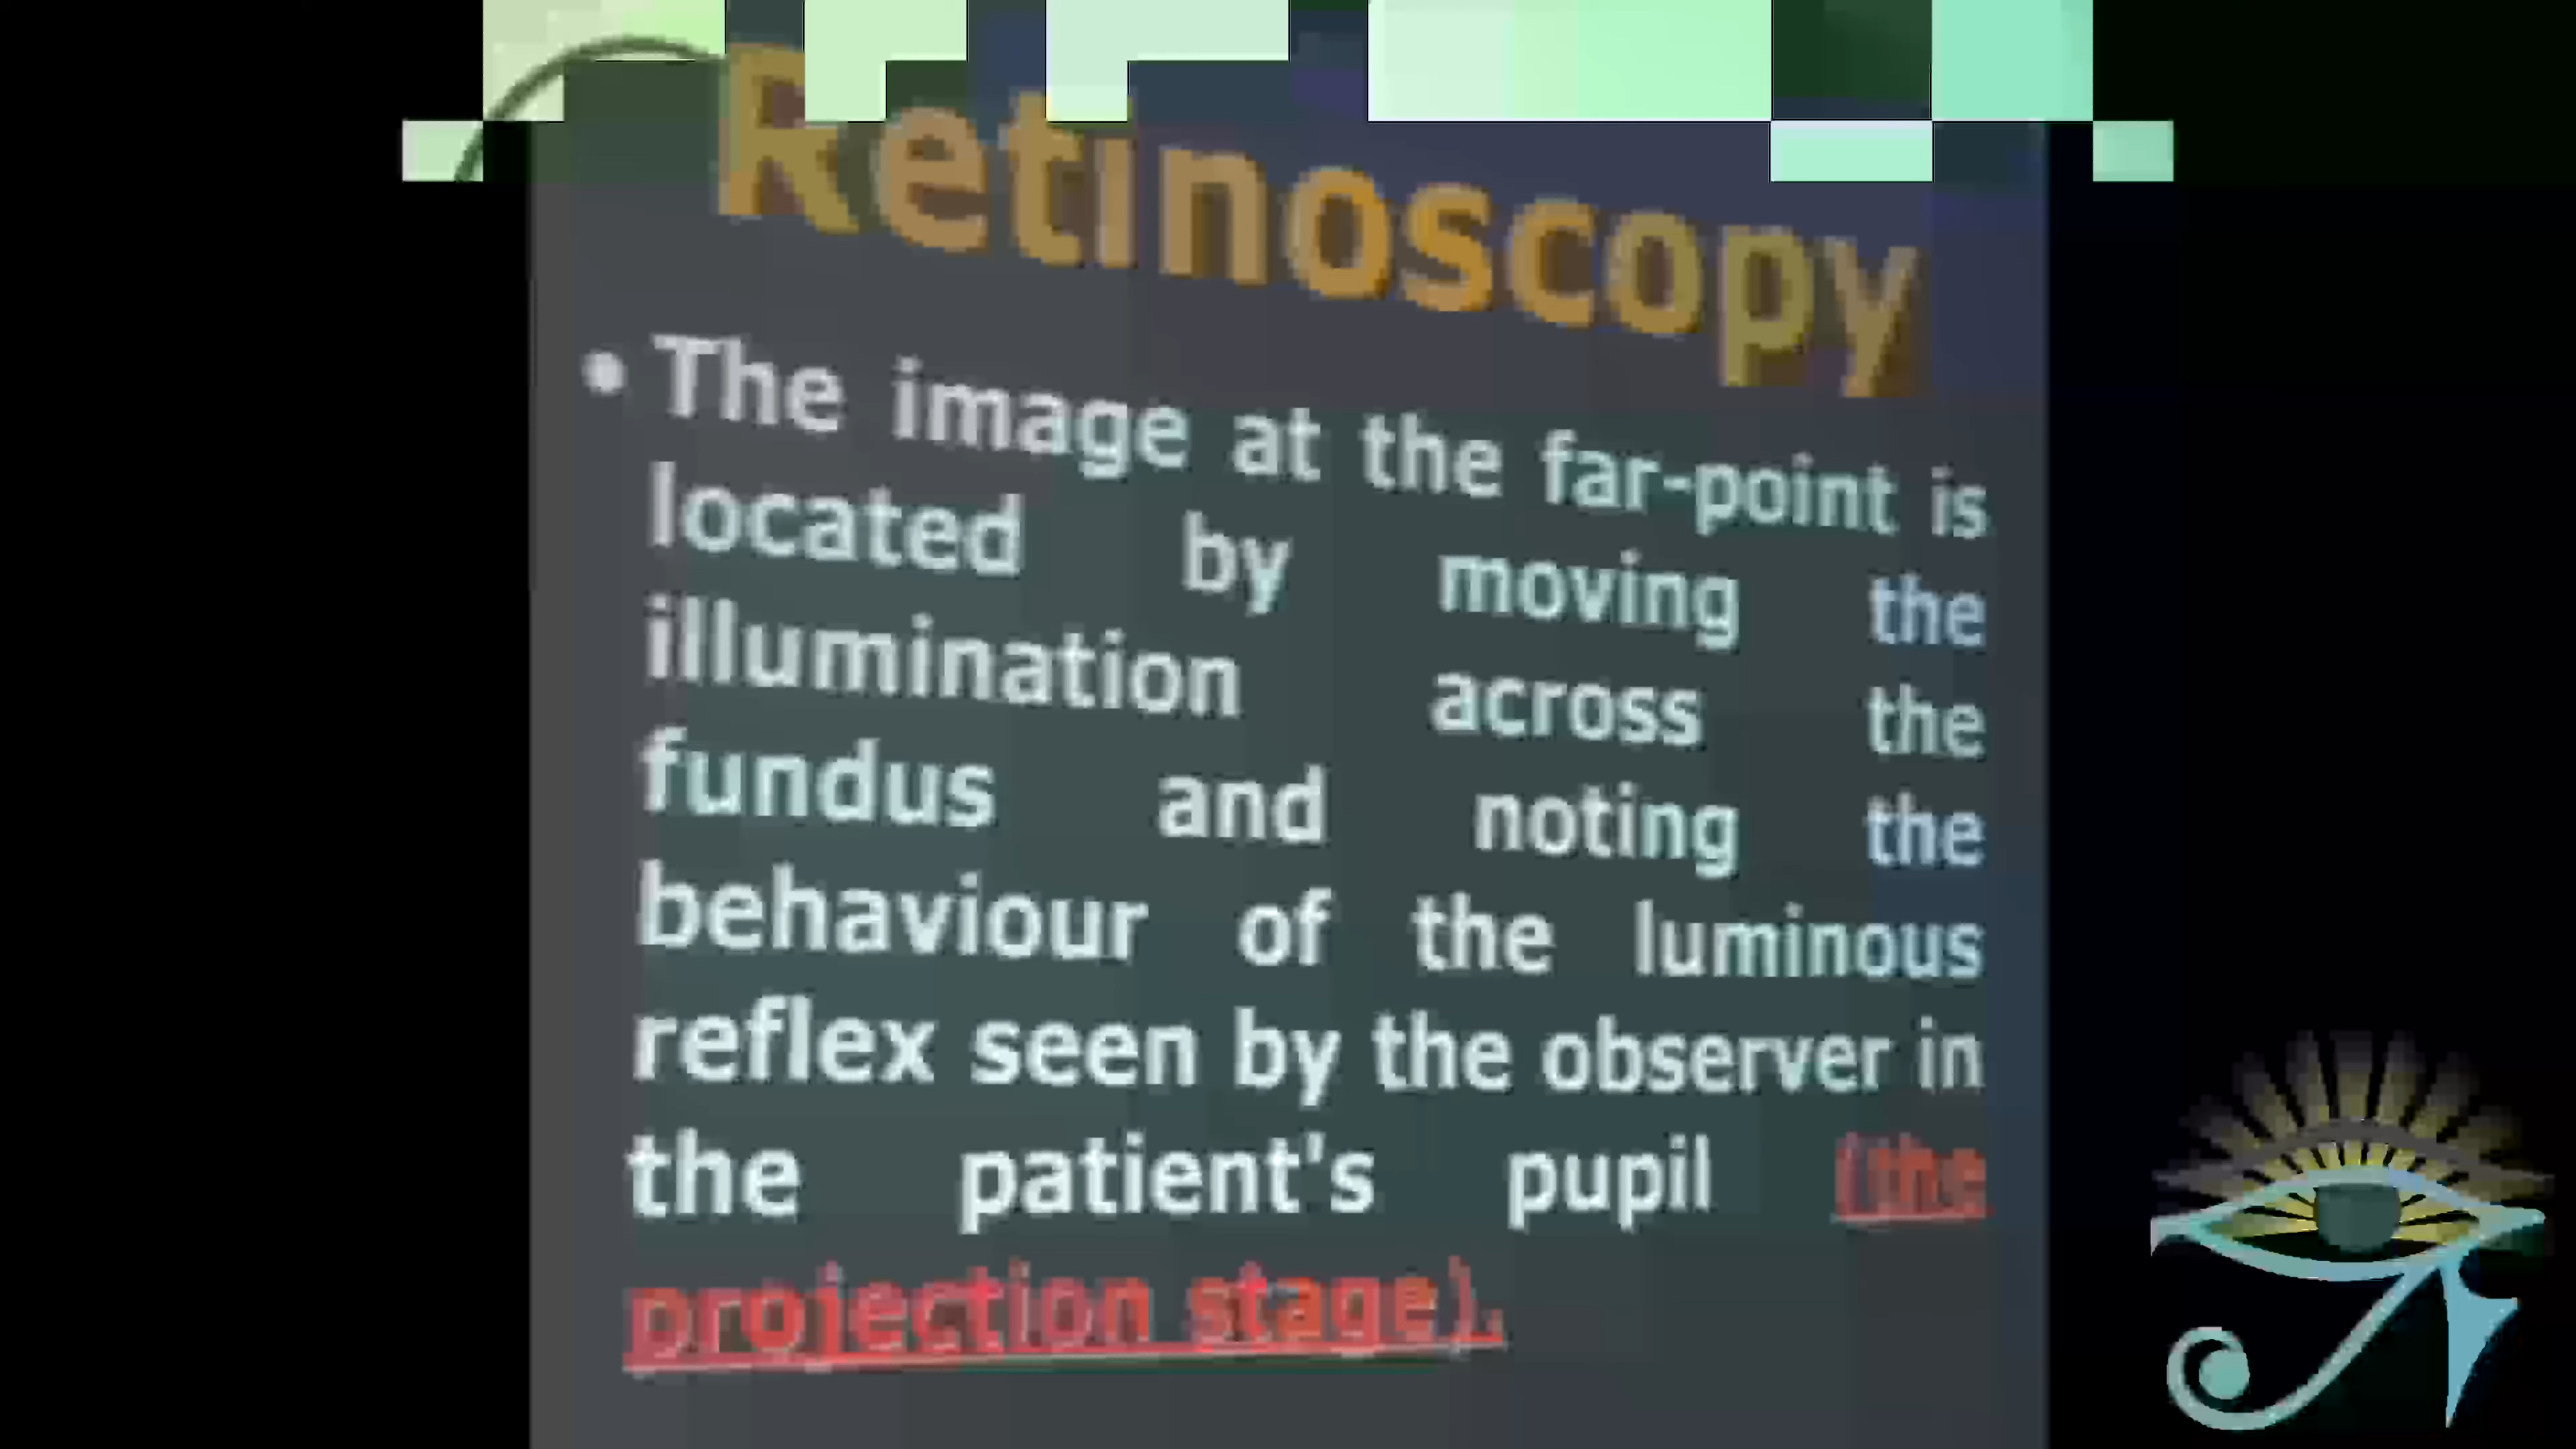 Retinoscopy
• The image at the far-point is
located by moving the
illumination across the
fundus and noting the
behaviour of the luminous
reflex seen by the observer in
the patient's pupil (the
projection stage).